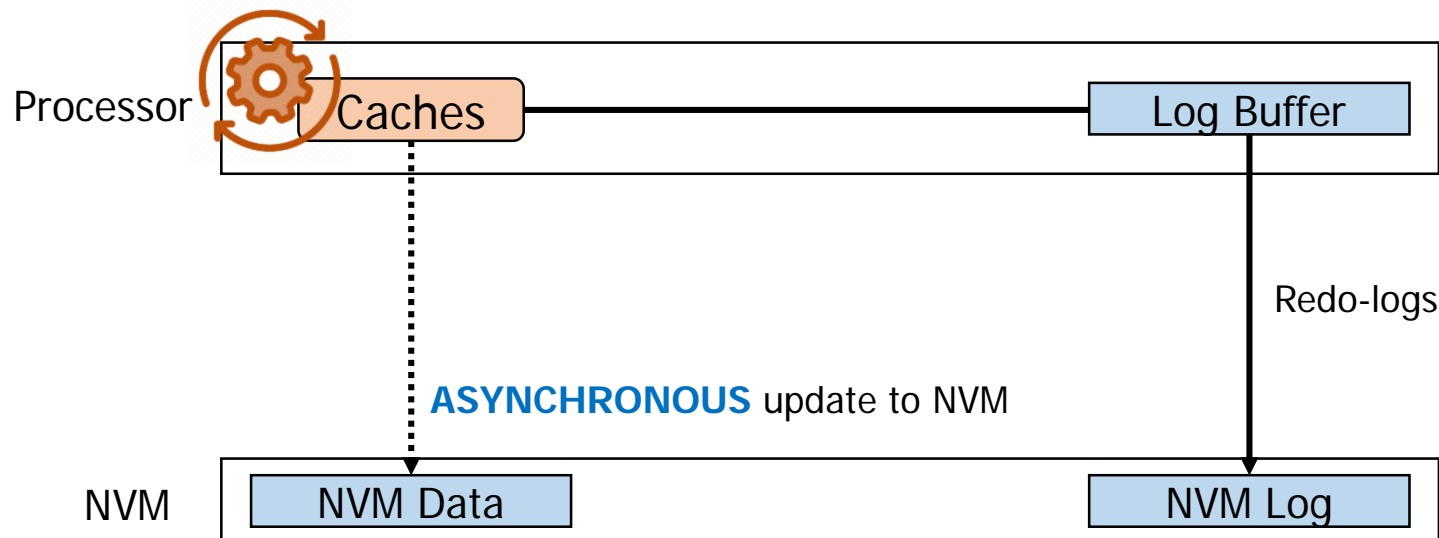 Processor
Caches
Log Buffer
Redo-logs
ASYNCHRONOUS update to NVM
NVM
NVM Data
NVM Log